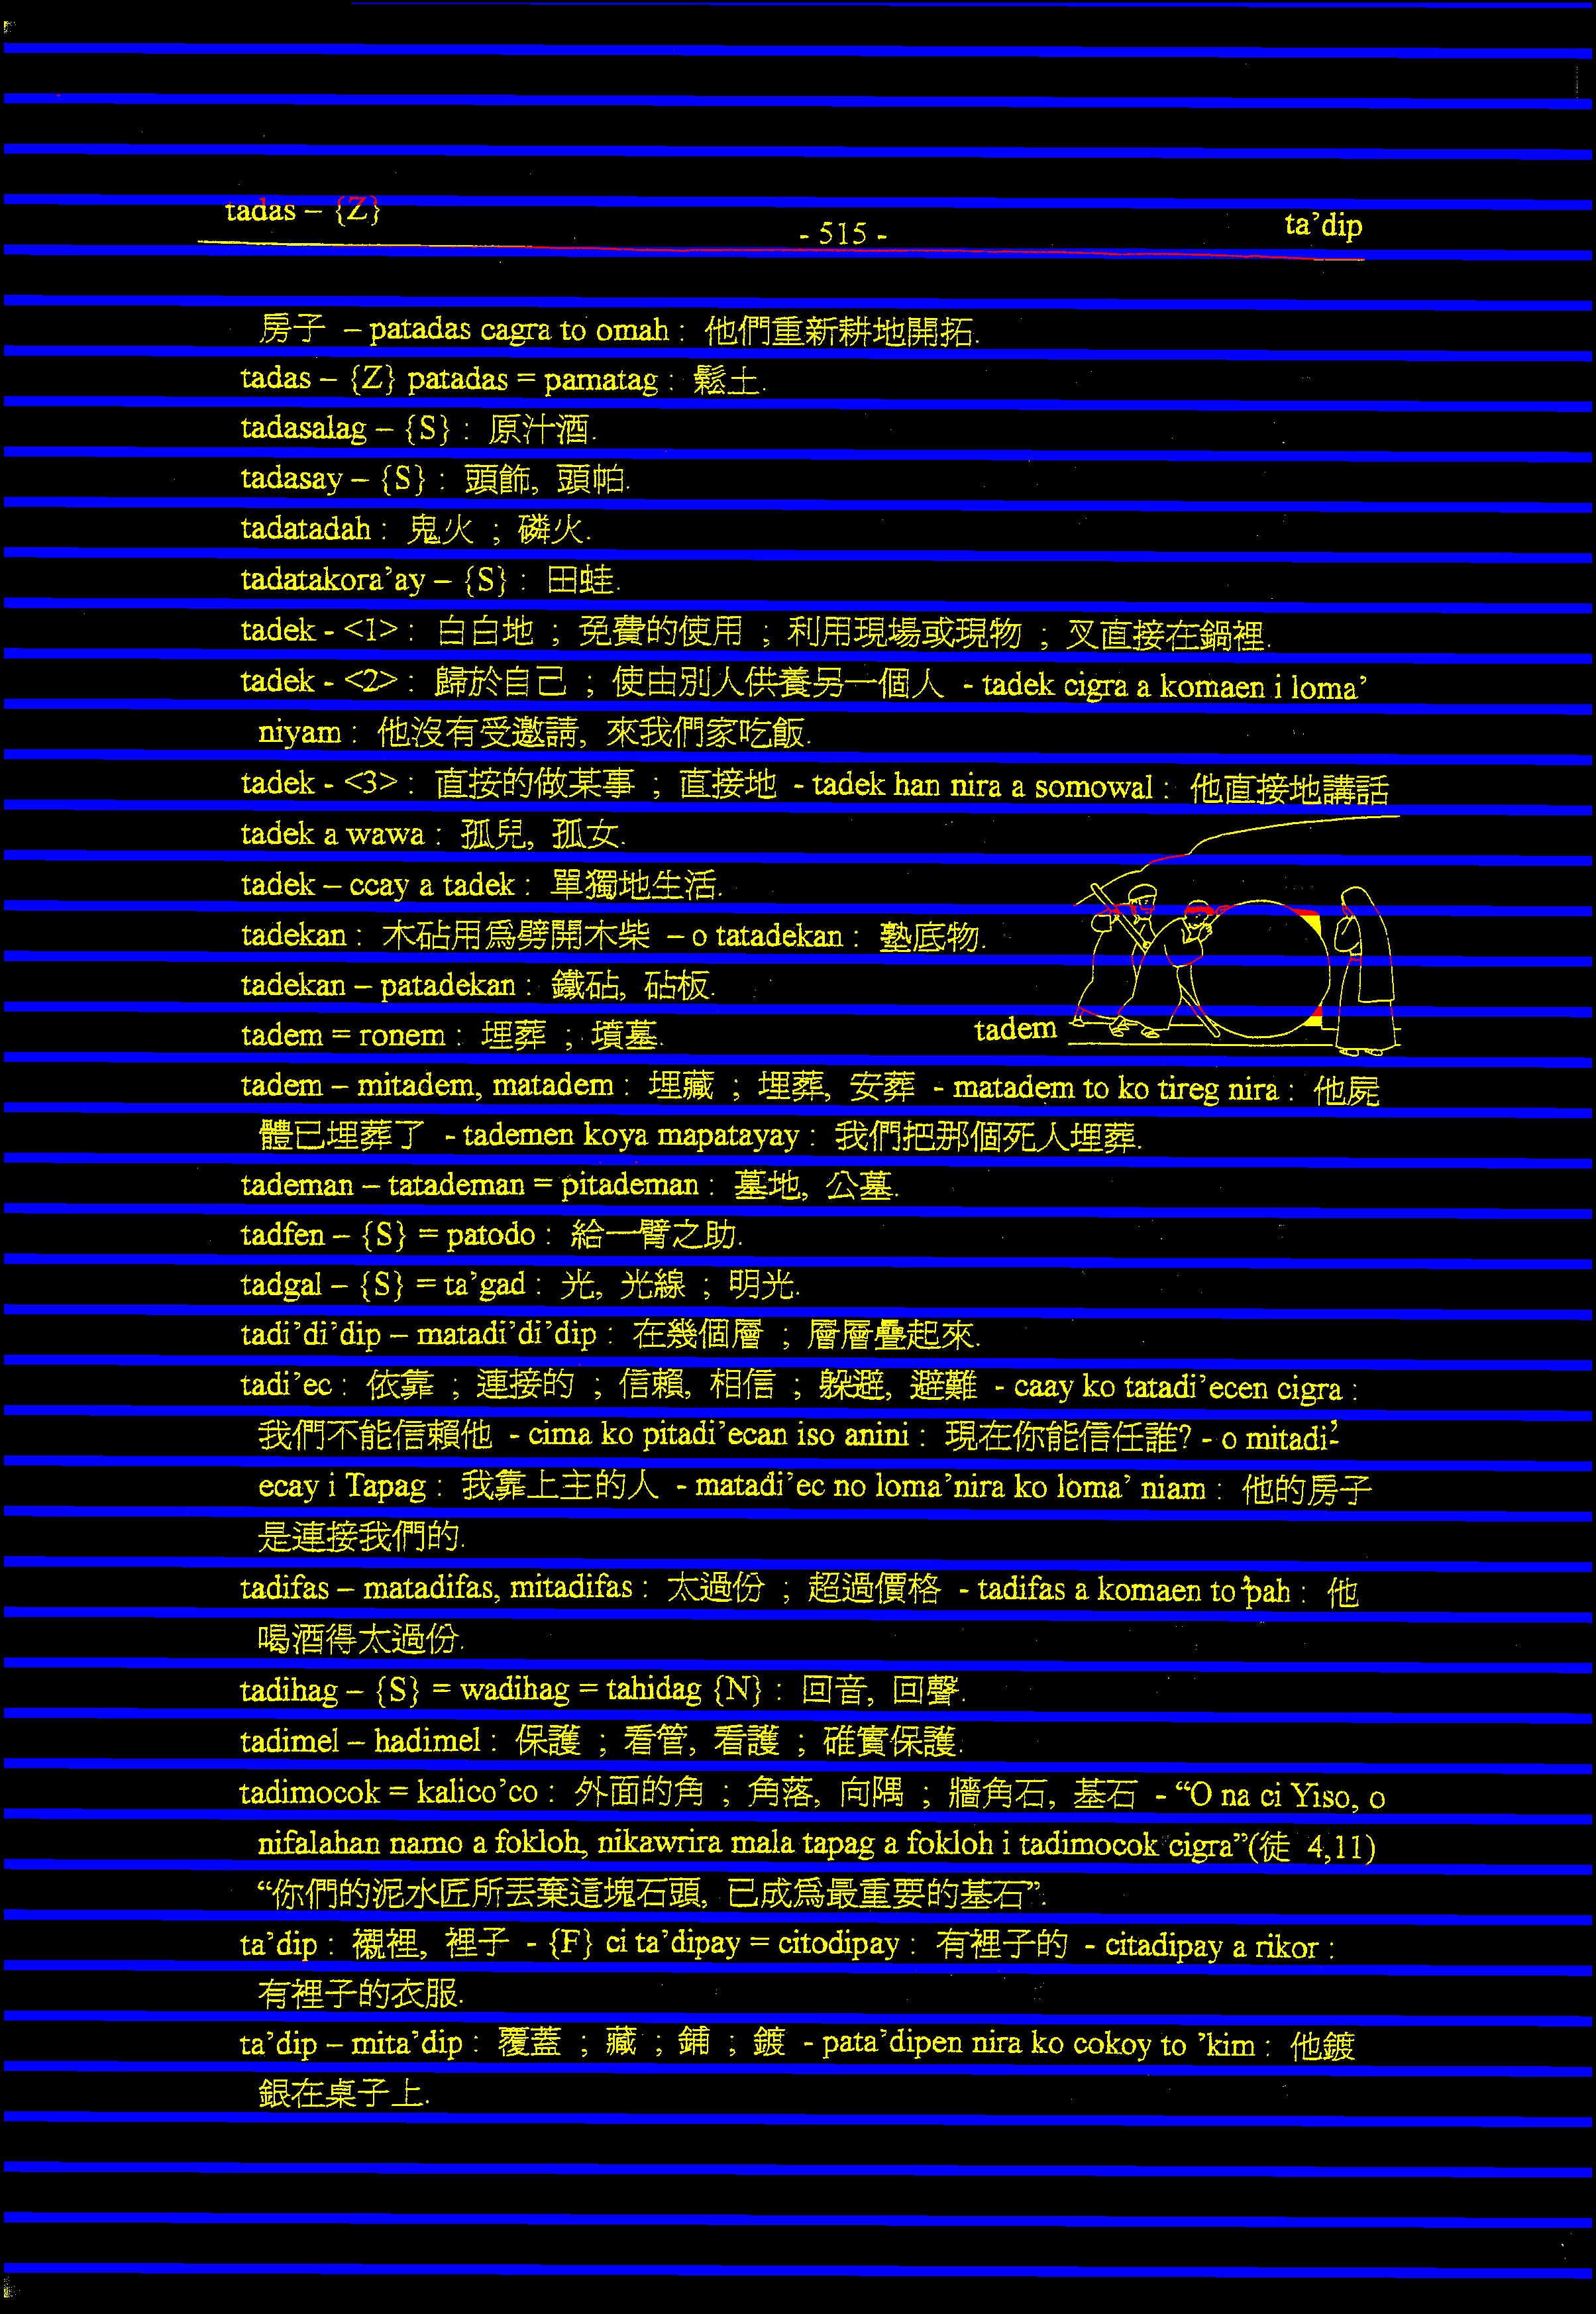 tadas – {Z}
- 515 -
ta’dip
房子 – patadas cagra to omah : 他們重新耕地開拓.
tadas – {Z} patadas = pamatag : 鬆土.
tadasalag – {S} : 原汁酒.
tadasay – {S} : 頭飾, 頭帕.
tadatadah : 鬼火 ; 磷火.
tadatakora’ay – {S} : 田蛙.
tadek - <1> : 白白地 ; 免費的使用 ; 利用現場或現物 ; 叉直接在鍋裡.
tadek - <2> : 歸於自己 ; 使由別人供養另一個人 - tadek cigra a komaen i loma’
niyam : 他沒有受邀請, 來我們家吃飯.
tadek - <3> : 直按的做某事 ; 直接地 - tadek han nira a somowal : 他直接地講話
tadek a wawa : 孤兒, 孤女.
tadek – ccay a tadek : 單獨地生活.
tadekan : 木砧用爲劈開木柴 – o tatadekan : 墊底物.
tadekan – patadekan : 鐵砧, 砧板.
tadem = ronem : 埋葬 ; 墳墓.
tadem
tadem – mitadem, matadem : 埋藏 ; 埋葬, 安葬 - matadem to ko tireg nira : 他屍
體已埋葬了 - tademen koya mapatayay : 我們把那個死人埋葬.
tademan – tatademan = pitademan : 墓地, 公墓.
tadfen – {S} = patodo : 給一臂之助.
tadgal – {S} = ta’gad : 光, 光線 ; 明光.
tadi’di’dip – matadi’di’dip : 在幾個層 ; 層層疊起來.
tadi’ec : 依靠 ; 連接的 ; 信賴, 相信 ; 躲避, 避難 - caay ko tatadi’ecen cigra :
我們不能信賴他 - cima ko pitadi’ecan iso anini : 現在你能信任誰? - o mitadi’-
ecay i Tapag : 我靠上主的人 - matadi’ec no loma’nira ko loma’ niam : 他的房子
是連接我們的.
tadifas – matadifas, mitadifas : 太過份 ; 超過價格 - tadifas a komaen to ’pah : 他
喝酒得太過份.
tadihag – {S} = wadihag = tahidag {N} : 回音, 回聲.
tadimel – hadimel : 保護 ; 看管, 看護 ; 確實保護.
tadimocok = kalico’co : 外面的角 ; 角落, 向隅 ; 牆角石, 基石 - “O na ci Yiso, o
nifalahan namo a fokloh, nikawrira mala tapag a fokloh i tadimocok cigra”(徒 4,11)
“你們的泥水匠所丟棄這塊石頭, 已成爲最重要的基石”.
ta’dip : 襯裡, 裡子 - {F} ci ta’dipay = citodipay : 有裡子的 - citadipay a rikor :
有裡子的衣服.
ta’dip – mita’dip : 覆蓋 ; 藏 ; 鋪 ; 鍍 - pata’dipen nira ko cokoy to ’kim : 他鍍
銀在桌子上.